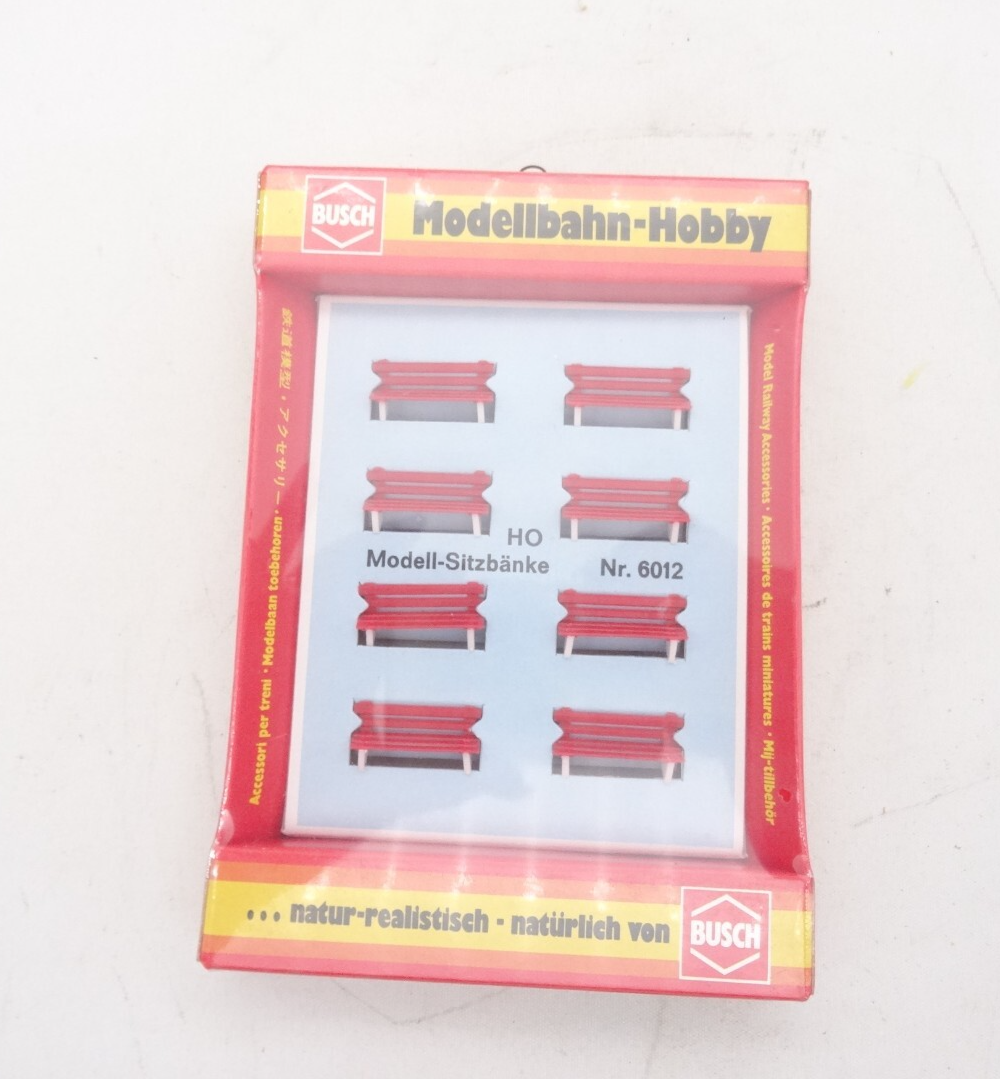 BUSCH
Modellbahn-Hobby
鉄道模型・アクセサリー・
Accessori per treni · Modelbaan toebehoren·
HO
Modell-Sitzbänke Nr. 6012
Model Railway Accessories · Accessoires de trains miniatures · Mij-tillbehör
... natur-realistisch - natürlich von
BUSCH